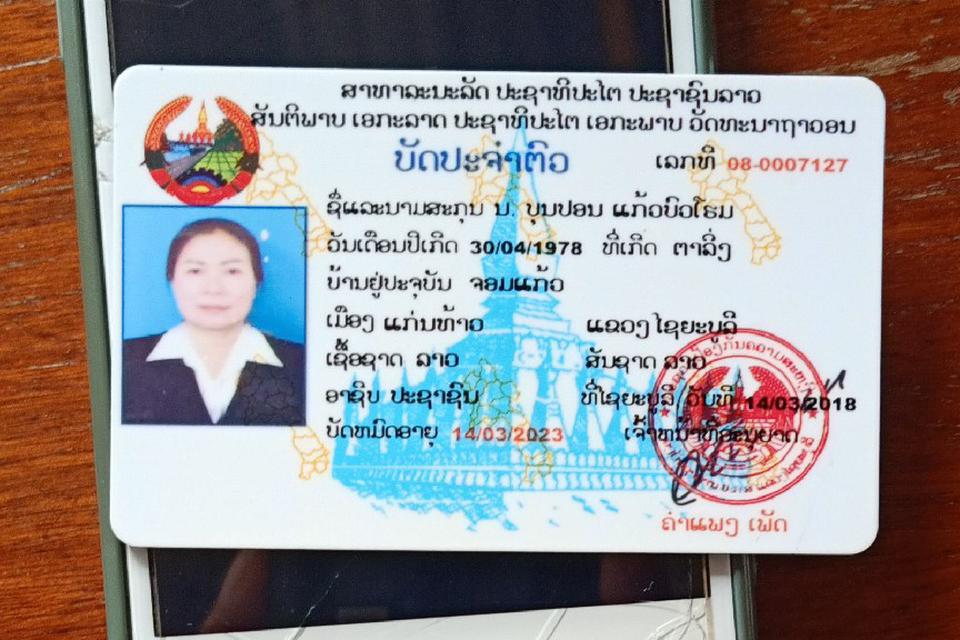 ສາທາລະນະລັດ ປະຊາທິປະໄຕ ປະຊາຊົນລາວ
ສັນຕິພາບ ເອກະລາດ ປະຊາທິປະໄຕ ເອກະພາບ ວັດທະນາຖາວອນ
ບັດປະຈຳຕົວ ເລກທີ 08-0007127
ຊື່ແລະນາມສະກຸນ ນ. ບຸນປອນ ແກ້ວບົວໂຮມ
ວັນເດືອນປີເກີດ 30/04/1978 ທີ່ເກີດ ຕາລິ່ງ
ບ້ານຢູ່ປະຈຸບັນ ຈອມແກ້ວ
ເມືອງ ແກ່ນທ້າວ ແຂວງ ໄຊຍະບູລີ
ເຊື້ອຊາດ ລາວ ສັນຊາດ ລາວ
ອາຊິບ ປະຊາຊົນ ທີ່ໄຊຍະບູລີ ວັນທີ 14/03/2018
ບັດຫມົດອາຍຸ 14/03/2023 ເຈົ້າຫນ້າທີ່ອະນຸຍາດ
ຄຳແພງ ເພັດ